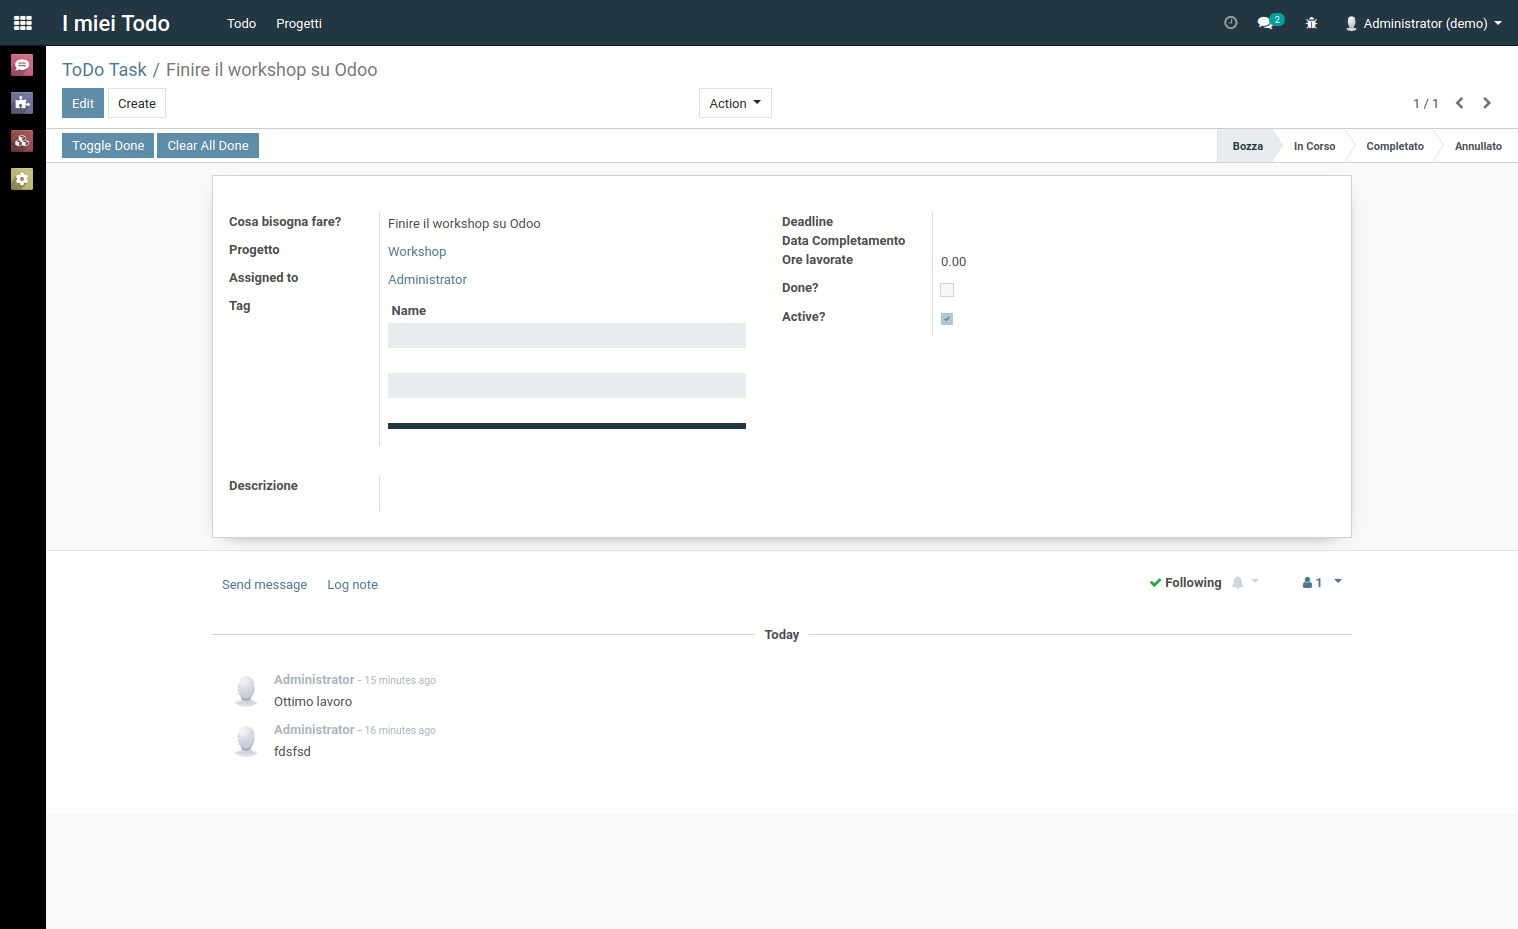 I miei Todo Todo Progetti 2 Administrator (demo)
ToDo Task / Finire il workshop su Odoo
Edit Create Action 1 / 1
Toggle Done Clear All Done Bozza In Corso Completato Annullato
Cosa bisogna fare? Finire il workshop su Odoo
Progetto Workshop
Assigned to Administrator
Tag Name
Deadline
Data Completamento
Ore lavorate 0.00
Done?
Active?
Descrizione
Send message Log note Following 1
Today
Administrator - 15 minutes ago
Ottimo lavoro
Administrator - 16 minutes ago
fdsfsd